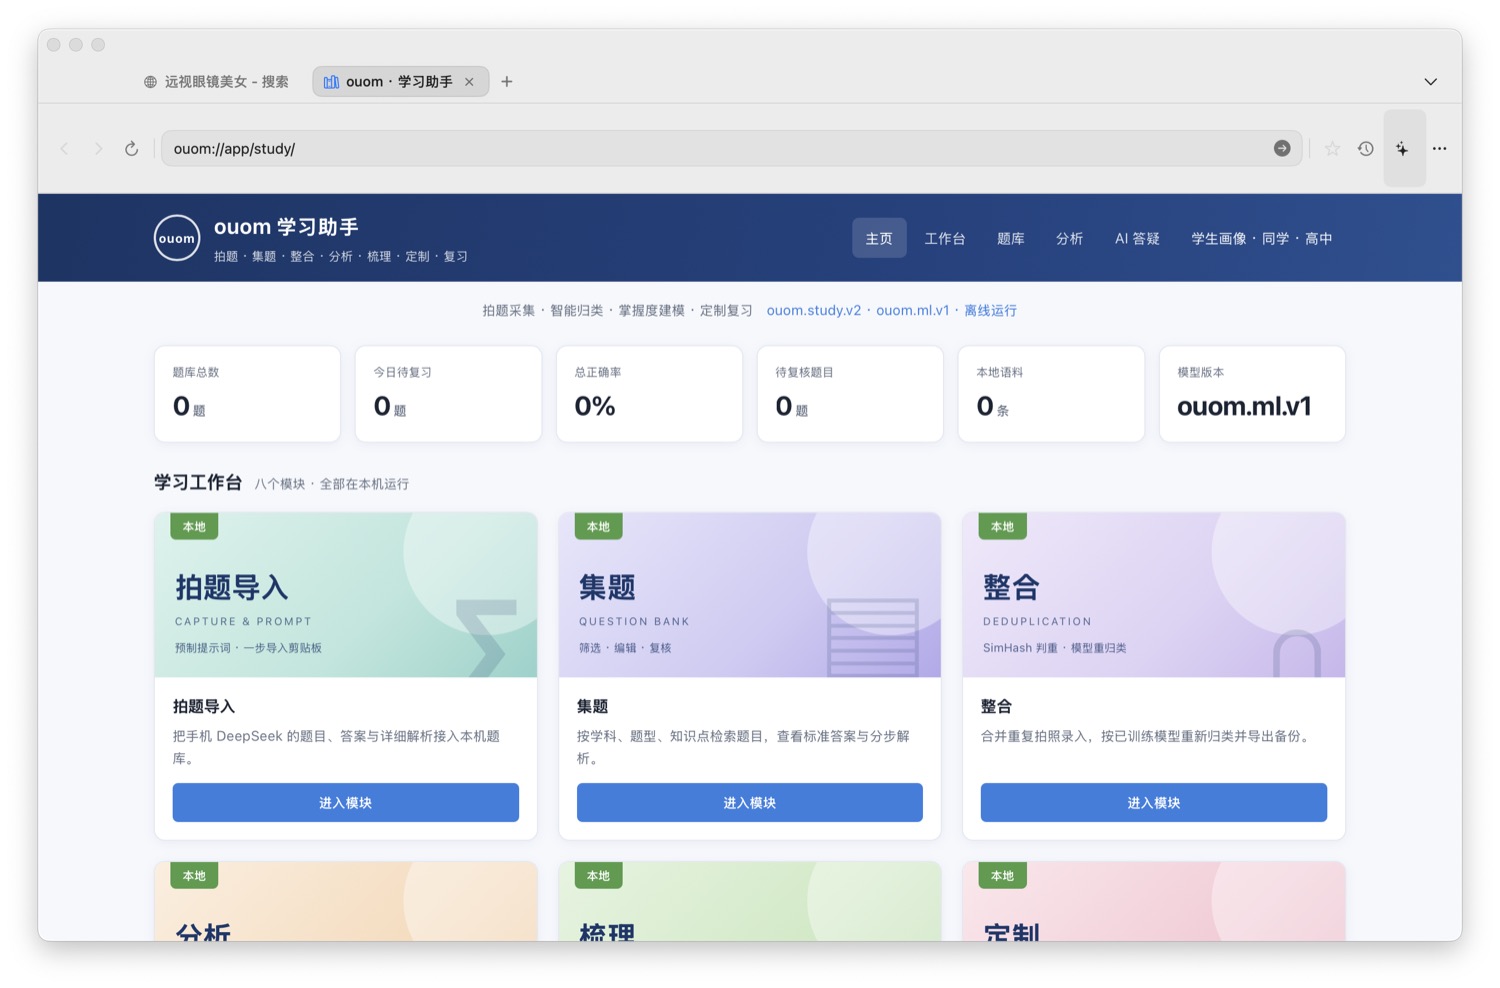 远视眼镜美女 - 搜索
ouom · 学习助手
ouom://app/study/
ouom
ouom 学习助手
拍题 · 集题 · 整合 · 分析 · 梳理 · 定制 · 复习
主页
工作台
题库
分析
AI 答疑
学生画像 · 同学 · 高中
拍题采集 · 智能归类 · 掌握度建模 · 定制复习 ouom.study.v2 · ouom.ml.v1 · 离线运行
题库总数
0 题
今日待复习
0 题
总正确率
0%
待复核题目
0 题
本地语料
0 条
模型版本
ouom.ml.v1
学习工作台 八个模块 · 全部在本机运行
本地
拍题导入
CAPTURE & PROMPT
预制提示词 · 一步导入剪贴板
拍题导入
把手机 DeepSeek 的题目、答案与详细解析接入本机题
库。
进入模块
本地
集题
QUESTION BANK
筛选 · 编辑 · 复核
集题
按学科、题型、知识点检索题目，查看标准答案与分步解
析。
进入模块
本地
整合
DEDUPLICATION
SimHash 判重 · 模型重归类
整合
合并重复拍照录入，按已训练模型重新归类并导出备份。
进入模块
本地
分析
本地
梳理
本地
定制